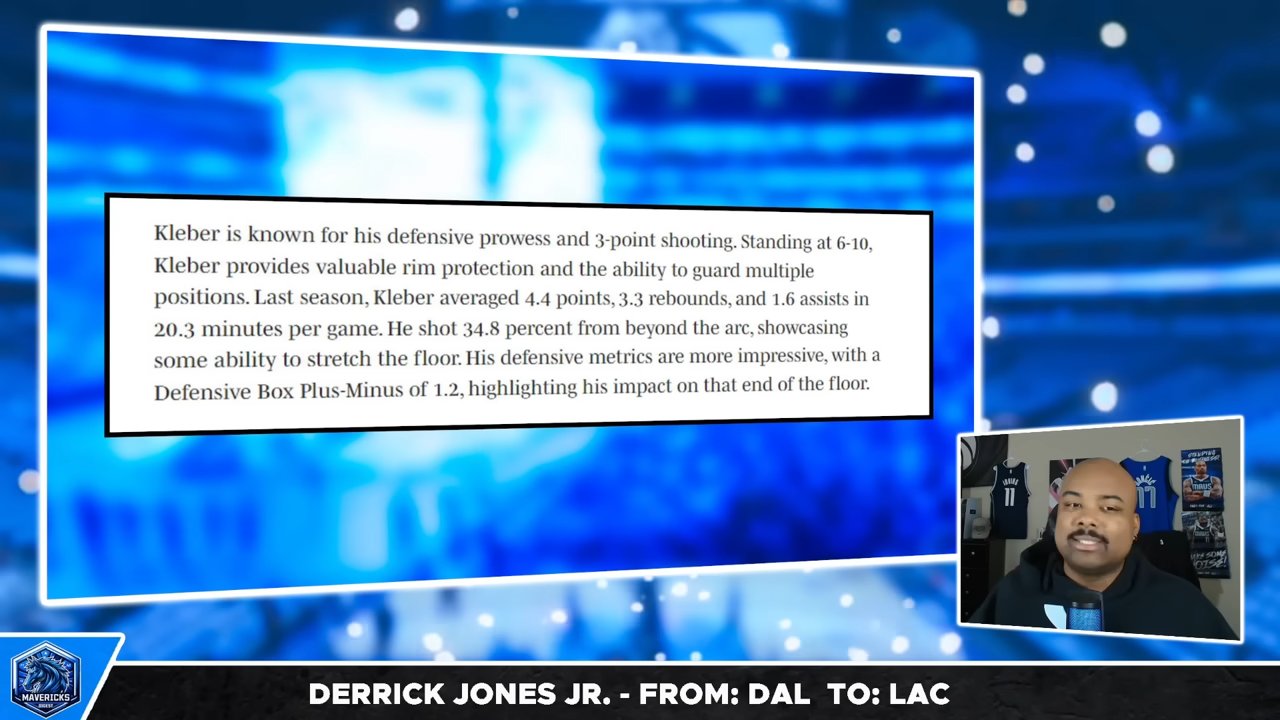 Kleber is known for his defensive prowess and 3-point shooting. Standing at 6-10,
Kleber provides valuable rim protection and the ability to guard multiple
positions. Last season, Kleber averaged 4.4 points, 3.3 rebounds, and 1.6 assists in
20.3 minutes per game. He shot 34.8 percent from beyond the arc, showcasing
some ability to stretch the floor. His defensive metrics are more impressive, with a
Defensive Box Plus-Minus of 1.2, highlighting his impact on that end of the floor.
11
77
MAVS
MAVERICKS
DIGEST
DERRICK JONES JR. - FROM: DAL TO: LAC